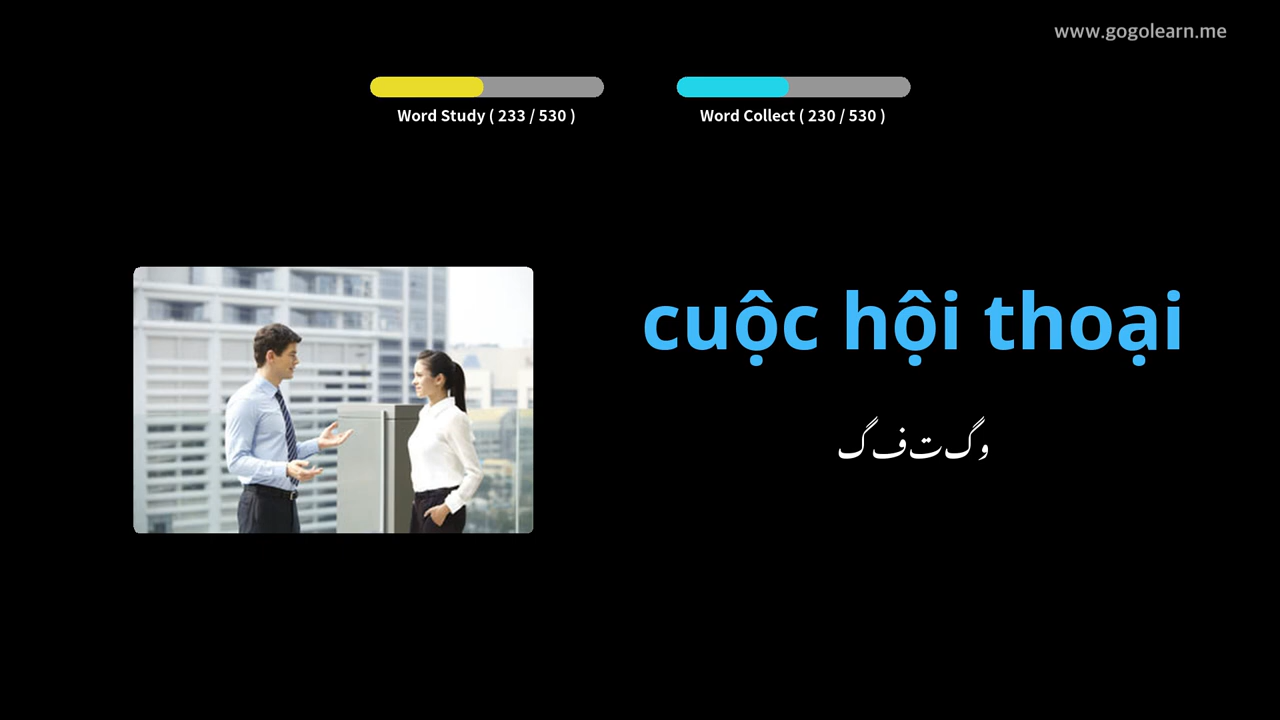 www.gogolearn.me
Word Study ( 233 / 530 )
Word Collect ( 230 / 530 )
cuộc hội thoại
گفتگو